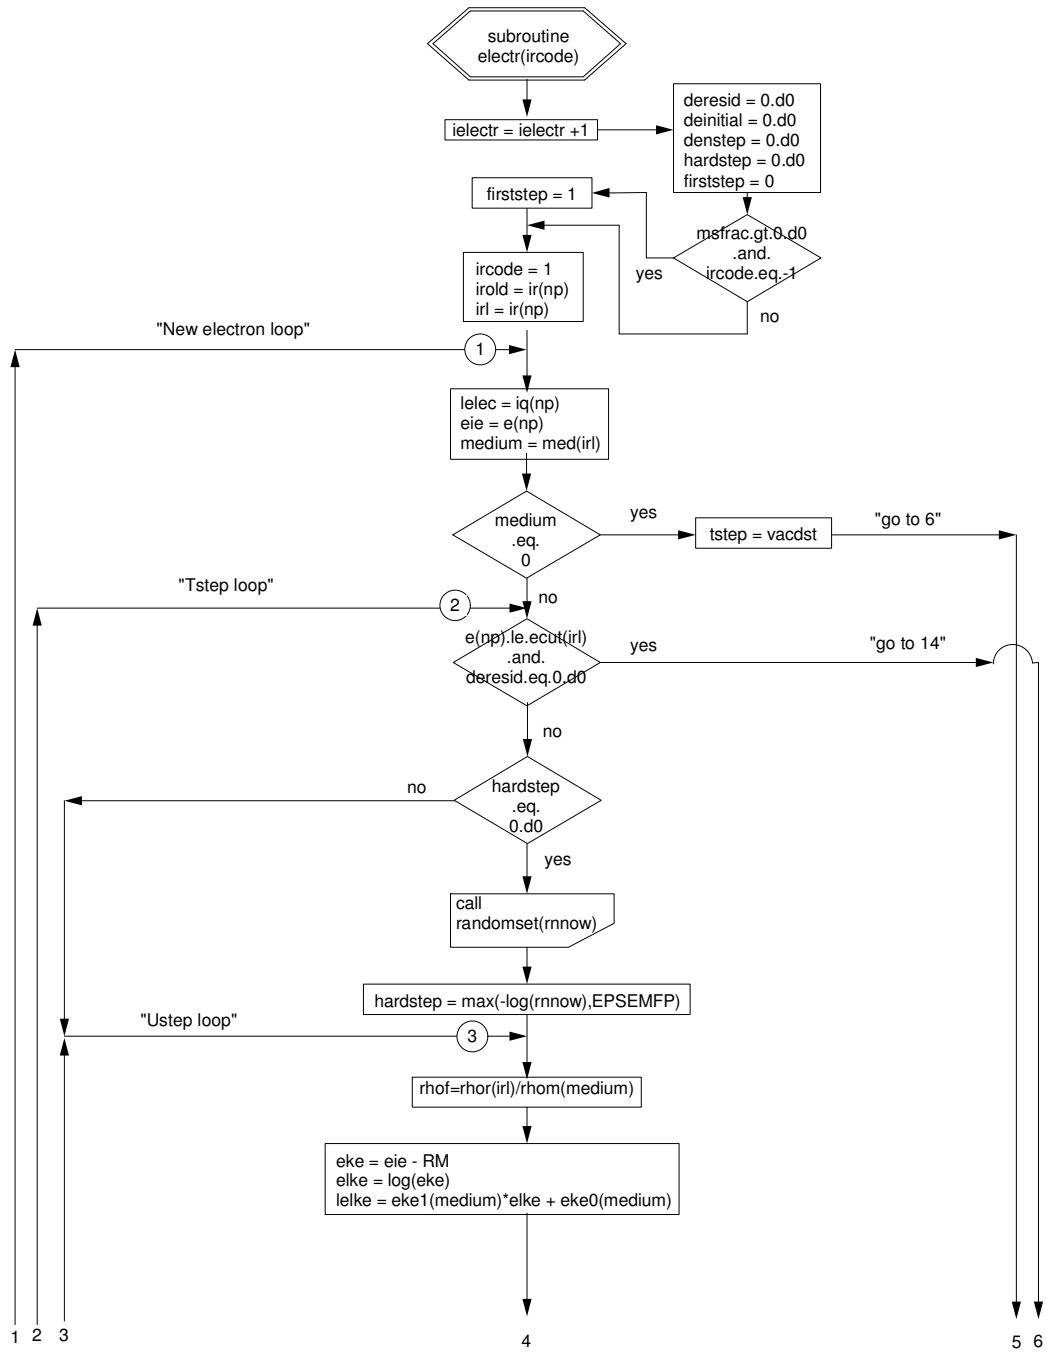 subroutine
electr(ircode)
ielectr = ielectr +1
deresid = 0.d0
deinitial = 0.d0
denstep = 0.d0
hardstep = 0.d0
firststep = 0
firststep = 1
msfrac.gt.0.d0
.and.
ircode.eq.-1
yes
no
ircode = 1
irold = ir(np)
irl = ir(np)
"New electron loop"
1
lelec = iq(np)
eie = e(np)
medium = med(irl)
medium
.eq.
0
yes
tstep = vacdst
"go to 6"
no
"Tstep loop"
2
e(np).le.ecut(irl)
.and.
deresid.eq.0.d0
yes
"go to 14"
no
hardstep
.eq.
0.d0
no
yes
call
randomset(rnnow)
hardstep = max(-log(rnnow),EPSEMFP)
"Ustep loop"
3
rhof=rhor(irl)/rhom(medium)
eke = eie - RM
elke = log(eke)
lelke = eke1(medium)*elke + eke0(medium)
1 2 3 4 5 6